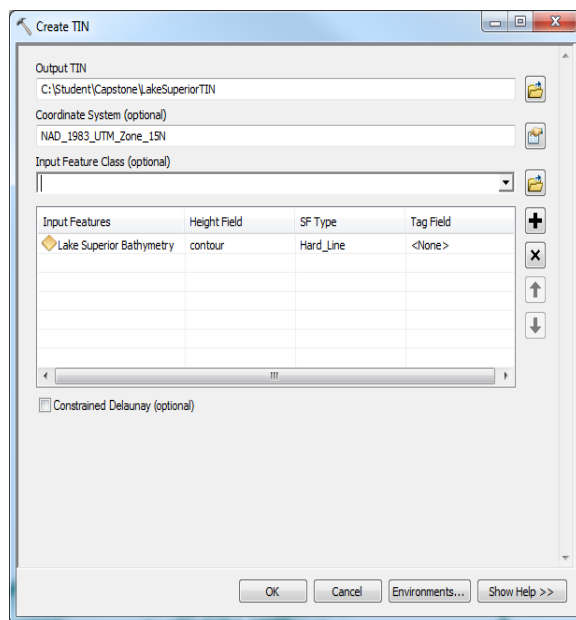 Create TIN
Output TIN
C:\Student\Capstone\LakeSuperiorTIN
Coordinate System (optional)
NAD_1983_UTM_Zone_15N
Input Feature Class (optional)
Input Features Height Field SF Type Tag Field
Lake Superior Bathymetry contour Hard_Line <None>
Constrained Delaunay (optional)
OK Cancel Environments... Show Help >>